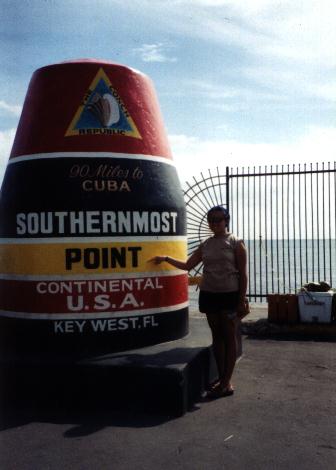 THE CONCH
REPUBLIC
90 Miles to
CUBA
SOUTHERNMOST
POINT
CONTINENTAL
U.S.A.
KEY WEST, FL